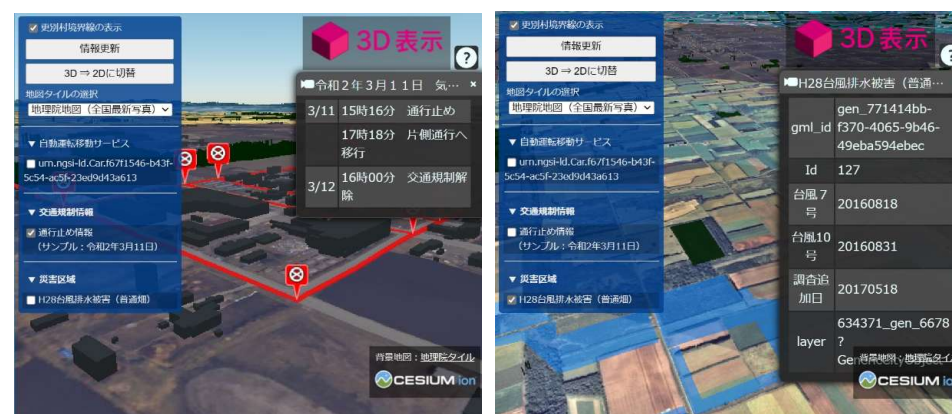 更別村境界線の表示
情報更新
3D ⇒ 2Dに切替
地図タイルの選択
地理院地図（全国最新写真）
▼ 自動運転移動サービス
urn.ngsi-ld.Car.f67f1546-b43f-
5c54-ac5f-23ed9d43a613
▼ 交通規制情報
通行止め情報
（サンプル：令和2年3月11日）
▼ 災害区域
H28台風排水被害（普通畑）
3D 表示
?
令和２年３月１１日 気…
×
3/11 15時16分 通行止め
17時18分 片側通行へ
移行
3/12 16時00分 交通規制解
除
背景地図：地理院タイル
CESIUM ion
更別村境界線の表示
情報更新
3D ⇒ 2Dに切替
地図タイルの選択
地理院地図（全国最新写真）
▼ 自動運転移動サービス
urn.ngsi-ld.Car.f67f1546-b43f-
5c54-ac5f-23ed9d43a613
▼ 交通規制情報
通行止め情報
（サンプル：令和2年3月11日）
▼ 災害区域
H28台風排水被害（普通畑）
3D 表示
?
H28台風排水被害（普通…
gml_id
gen_771414bb-
f370-4065-9b46-
49eba594ebec
Id 127
台風７
号
20160818
台風10
号
20160831
調査追
加日
20170518
layer
634371_gen_6678
?
背景地図：地理院タイ
CESIUM io